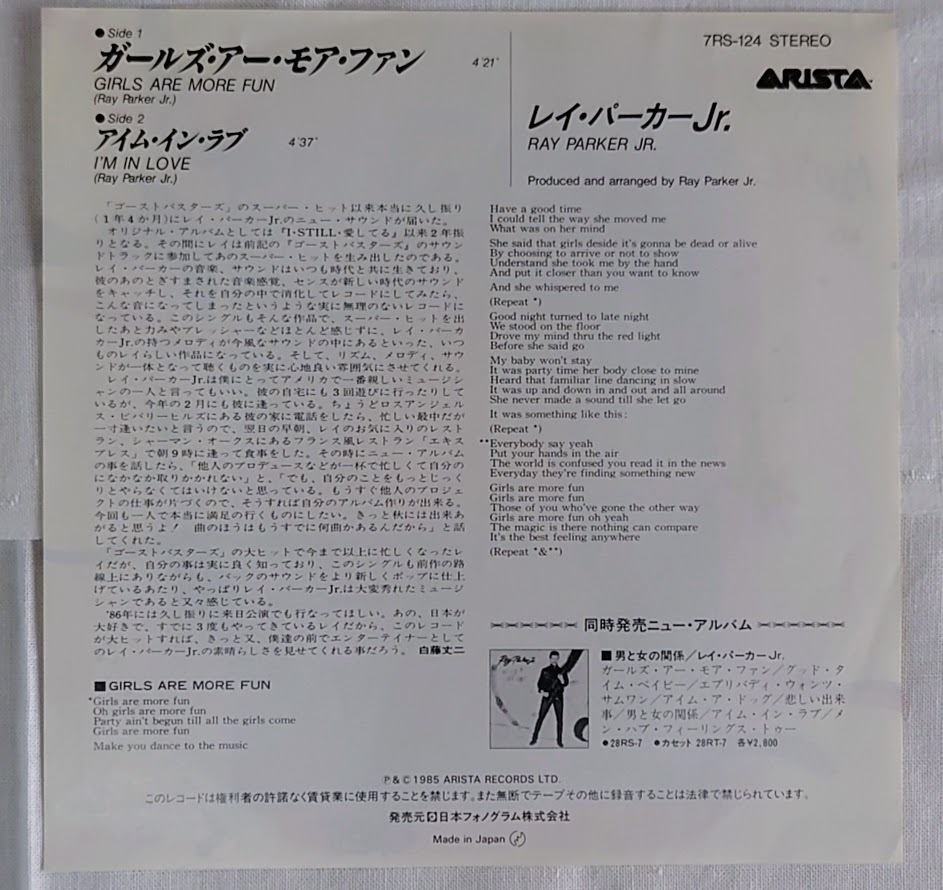 ●Side 1
ガールズ・アー・モア・ファン 4'21"
GIRLS ARE MORE FUN
(Ray Parker Jr.)
●Side 2
アイム・イン・ラブ 4'37"
I'M IN LOVE
(Ray Parker Jr.)
7RS-124 STEREO
ARISTA
レイ・パーカーJr.
RAY PARKER JR.
Produced and arranged by Ray Parker Jr.
「ゴーストバスターズ」のスーパー・ヒット以来本当に久し振り
(1年4か月)にレイ・パーカーJr.のニュー・サウンドが届いた。
オリジナル・アルバムとしては『I・STILL・愛してる』以来2年振
りとなる。その間にレイは前記の『ゴーストバスターズ』のサウン
ドトラックに参加してあのスーパー・ヒットを生み出したのである。
レイ・パーカーの音楽、サウンドはいつも時代と共に生きており、
彼のあのとぎすまされた音楽感覚、センスが新しい時代のサウンド
をキャッチし、それを自分の中で消化してレコードにしてみたら、
こんな音になってしまったというような実に無理のないレコードに
なっている。このシングルもそんな作品で、スーパー・ヒットを出
したあと力みやプレッシャーなどほとんど感じずに、レイ・パーカ
カーJr.の持つメロディが今風なサウンドの中にあるといった、いつ
ものレイらしい作品になっている。そして、リズム、メロディ、サウ
ンドが一体となって聴くものを実に心地良い雰囲気にさせてくれる。
レイ・パーカーJr.は僕にとってアメリカで一番親しいミュージシ
ャンの一人と言ってもいい。彼の自宅にも3回遊びに行ったりして
いるが、今年の2月にも彼に逢っている。ちょうどロスアンジェル
ス・ビバリーヒルズにある彼の家に電話をしたら、忙しい最中だが
一寸逢いたいと言うので、翌日の早朝、レイのお気に入りのレスト
ラン、シャーマン・オークスにあるフランス風レストラン「エキス
プレス」で朝9時に逢って食事をした。その時にニュー・アルバム
の事を話したら、「他人のプロデュースなどが一杯で忙しくて自分の
になかなか取りかかれない」と、「でも、自分のことをもっとじっく
りとやらなくてはいけないと思っている。もうすぐ他人のプロジェ
クトの仕事が片づくので、そうすれば自分のアルバム作りが出来る。
今回も一人で本当に満足の行くものにしたい。きっと秋には出来あ
がると思うよ! 曲のほうはもうすでに何曲かあるんだから」と話
してくれた。
「ゴーストバスターズ」の大ヒットで今まで以上に忙しくなったレ
イだが、自分の事は実に良く知っており、このシングルも前作の路
線上にありながらも、バックのサウンドをより新しくポップに仕上
げているあたり、やっぱりレイ・パーカーJr.は大変秀れたミュージ
シャンであると又々感じている。
'86年には久し振りに来日公演でも行なってほしい。あの、日本が
大好きで、すでに3度もやってきているレイだから、このレコード
が大ヒットすれば、きっと又、僕達の前でエンターテイナーとして
のレイ・パーカーJr.の素晴らしさを見せてくれる事だろう。 白藤丈二
■GIRLS ARE MORE FUN
*Girls are more fun
Oh girls are more fun
Party ain't begun till all the girls come
Girls are more fun
Make you dance to the music
Have a good time
I could tell the way she moved me
What was on her mind
She said that girls deside it's gonna be dead or alive
By choosing to arrive or not to show
Understand she took me by the hand
And put it closer than you want to know
And she whispered to me
(Repeat *)
Good night turned to late night
We stood on the floor
Drove my mind thru the red light
Before she said go
My baby won't stay
It was party time her body close to mine
Heard that familiar line dancing in slow
It was up and down in and out and all around
She never made a sound till she let go
It was something like this:
(Repeat *)
**Everybody say yeah
Put your hands in the air
The world is confused you read it in the news
Everyday they're finding something new
Girls are more fun
Girls are more fun
Those of you who've gone the other way
Girls are more fun oh yeah
The magic is there nothing can compare
It's the best feeling anywhere
(Repeat *&**)
同時発売ニュー・アルバム
Ray Parker Jr.
■男と女の関係/レイ・パーカーJr.
ガールズ・アー・モア・ファン/グッド・タ
イム・ベイビー/エブリバディ・ウォンツ・
サムワン/アイム・ア・ドッグ/悲しい出来
事/男と女の関係/アイム・イン・ラブ/メ
ン・ハブ・フィーリングス・トゥー
●28RS-7 ●カセット 28RT-7 各¥2,800
Ⓟ&©1985 ARISTA RECORDS LTD.
このレコードは権利者の許諾なく賃貸業に使用することを禁じます。また無断でテープその他に録音することは法律で禁じられています。
発売元 日本フォノグラム株式会社
Made in Japan